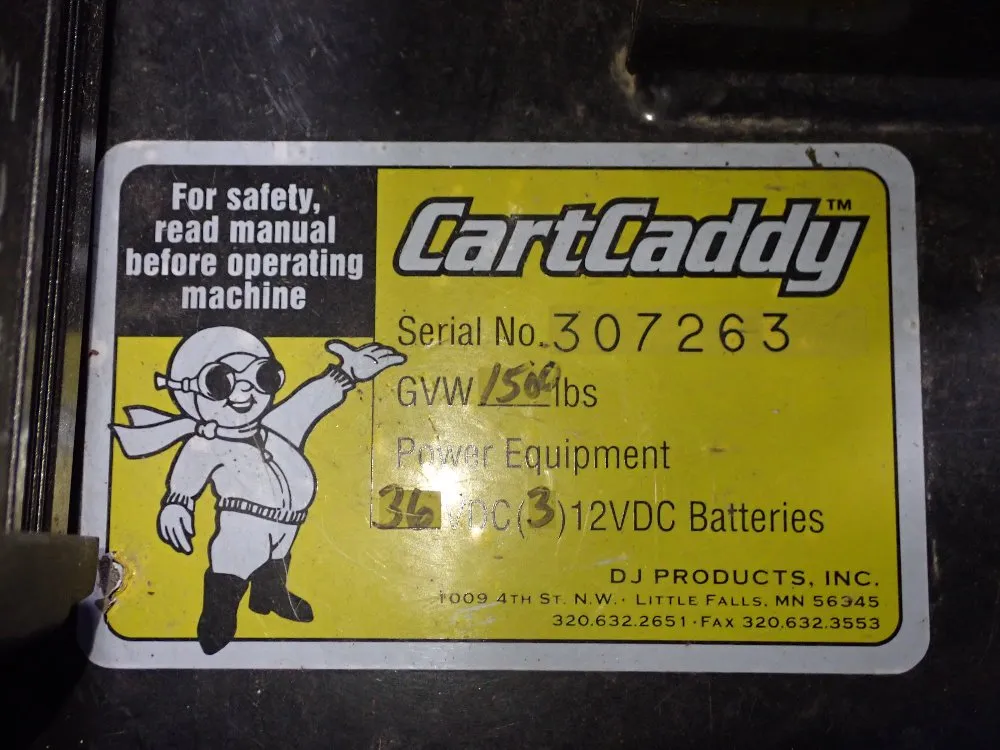 For safety,
read manual
before operating
machine
CartCaddy™
Serial No. 307263
GVW 1500 lbs
Power Equipment
36 VDC (3) 12VDC Batteries
DJ PRODUCTS, INC.
1009 4TH ST. N.W. · LITTLE FALLS, MN 56345
320.632.2651 · FAX 320.632.3553